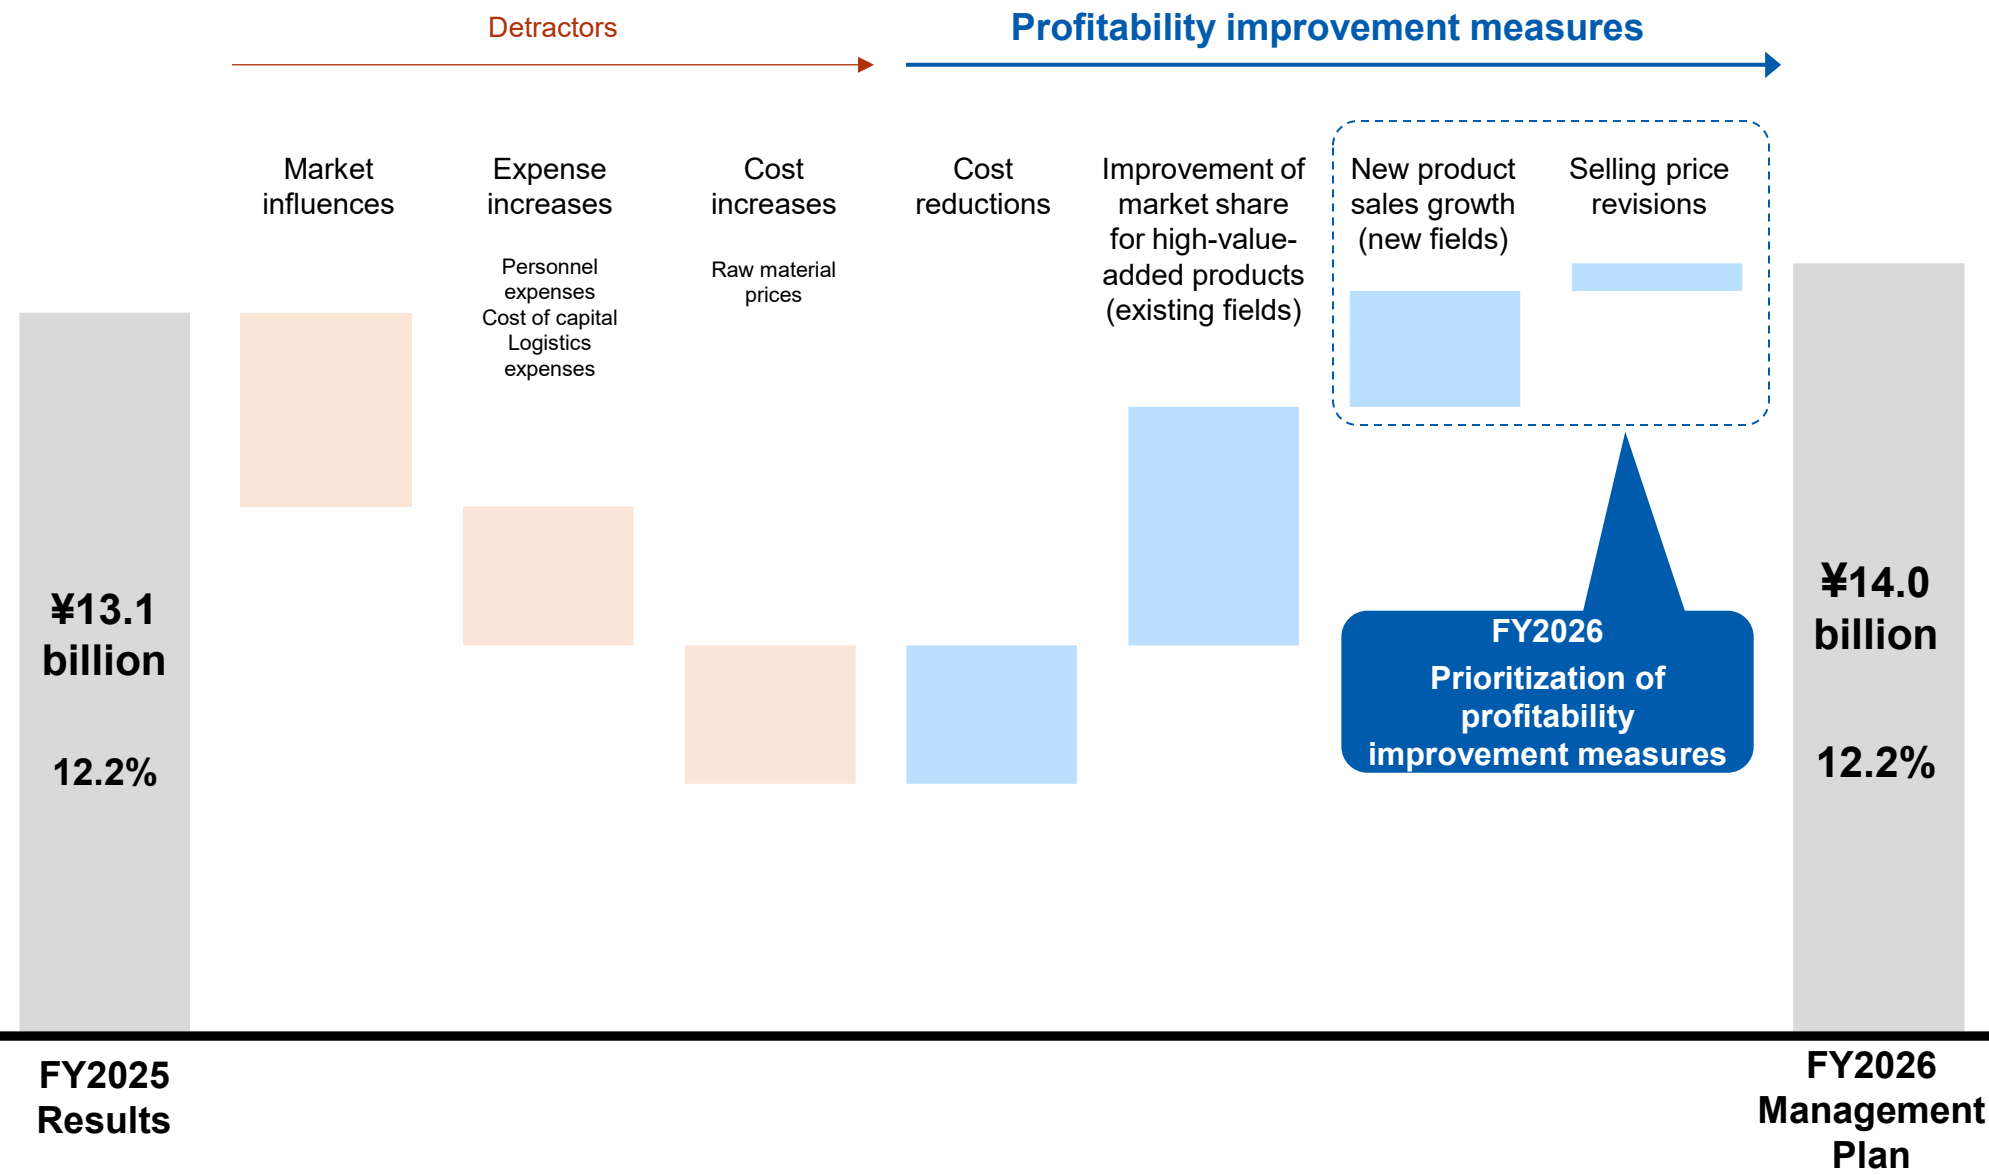 Detractors
Profitability improvement measures
Market
influences
Expense
increases
Personnel
expenses
Cost of capital
Logistics
expenses
Cost
increases
Raw material
prices
Cost
reductions
Improvement of
market share
for high-value-
added products
(existing fields)
New product
sales growth
(new fields)
Selling price
revisions
¥13.1
billion
12.2%
FY2026
Prioritization of
profitability
improvement measures
¥14.0
billion
12.2%
FY2025
Results
FY2026
Management
Plan